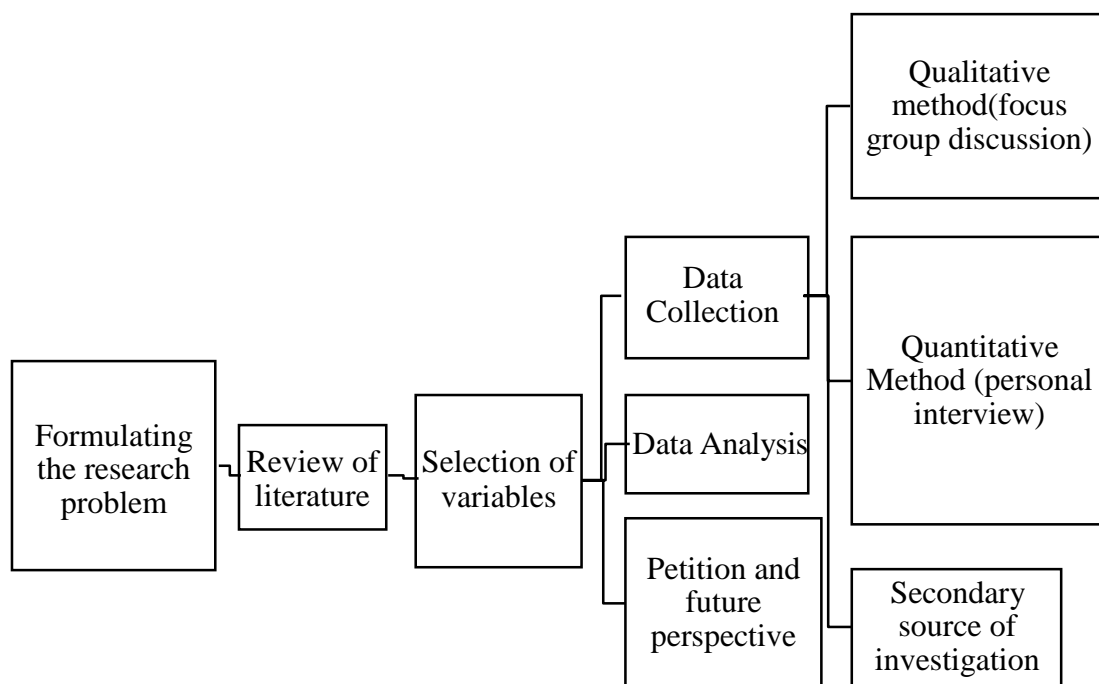 Formulating
the research
problem
Review of
literature
Selection of
variables
Data
Collection
Data Analysis
Petition and
future
perspective
Qualitative
method(focus
group discussion)
Quantitative
Method (personal
interview)
Secondary
source of
investigation